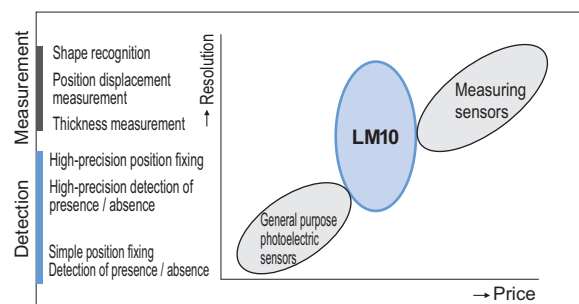 Measurement
Shape recognition
Position displacement
measurement
Thickness measurement
Detection
High-precision position fixing
High-precision detection of
presence / absence
Simple position fixing
Detection of presence / absence
→ Resolution
LM10
Measuring
sensors
General purpose
photoelectric
sensors
→ Price